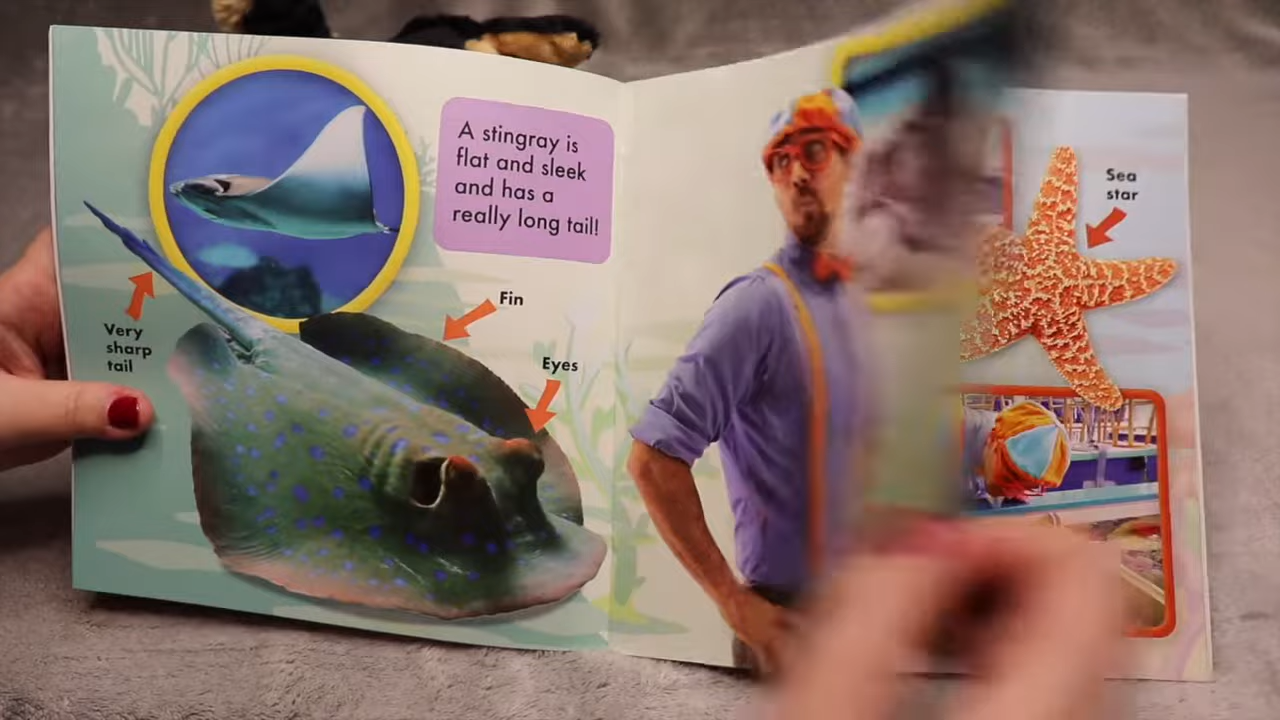 A stingray is
flat and sleek
and has a
really long tail!
Very
sharp
tail
Fin
Eyes
Sea
star